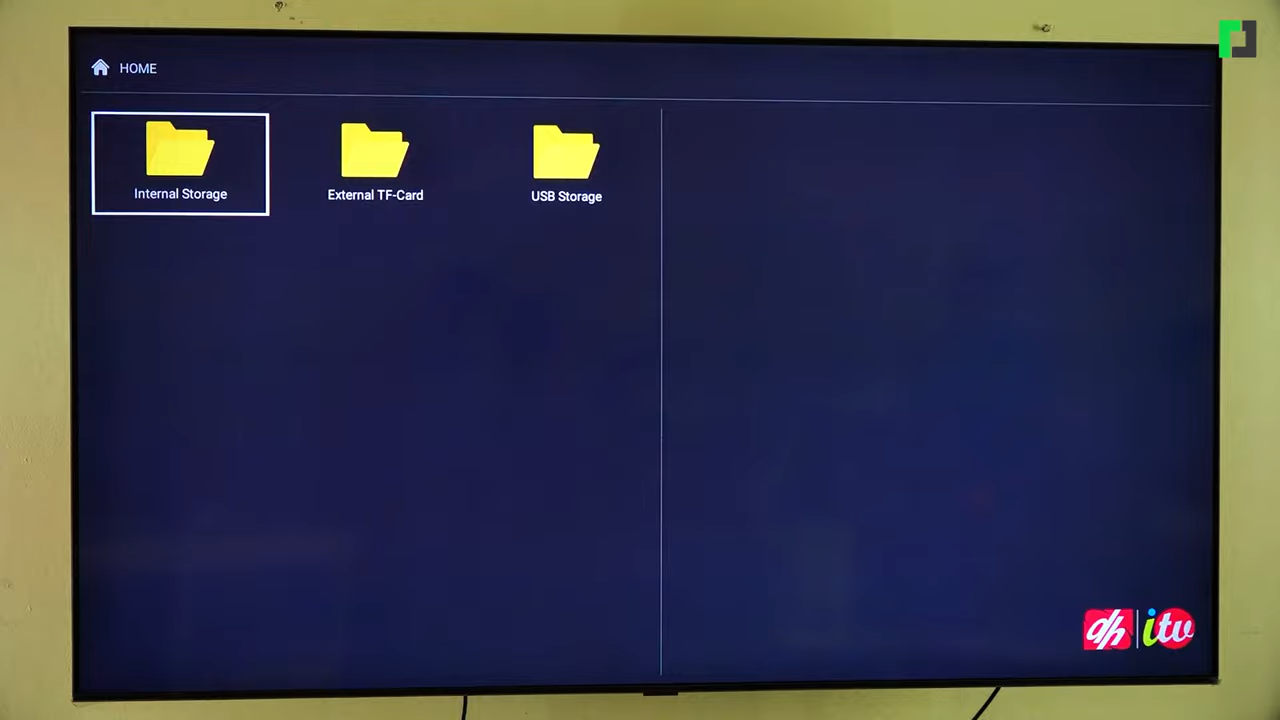 HOME
Internal Storage
External TF-Card
USB Storage
dh itv